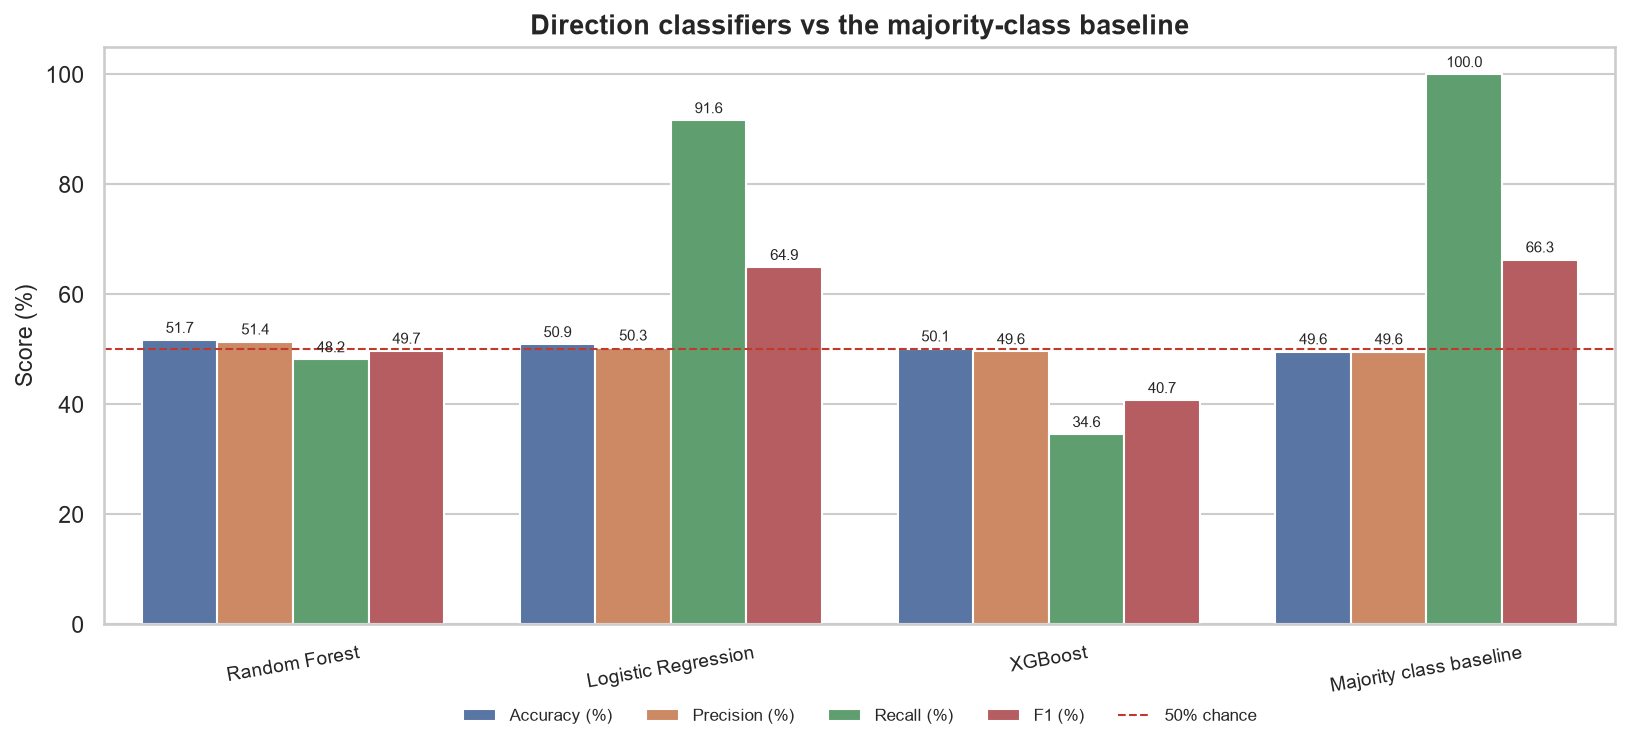 Direction classifiers vs the majority-class baseline
Score (%)
100
80
60
40
20
0
51.7
51.4
48.2
49.7
50.9
50.3
91.6
64.9
50.1
49.6
34.6
40.7
49.6
49.6
100.0
66.3
Random Forest
Logistic Regression
XGBoost
Majority class baseline
Accuracy (%)
Precision (%)
Recall (%)
F1 (%)
50% chance